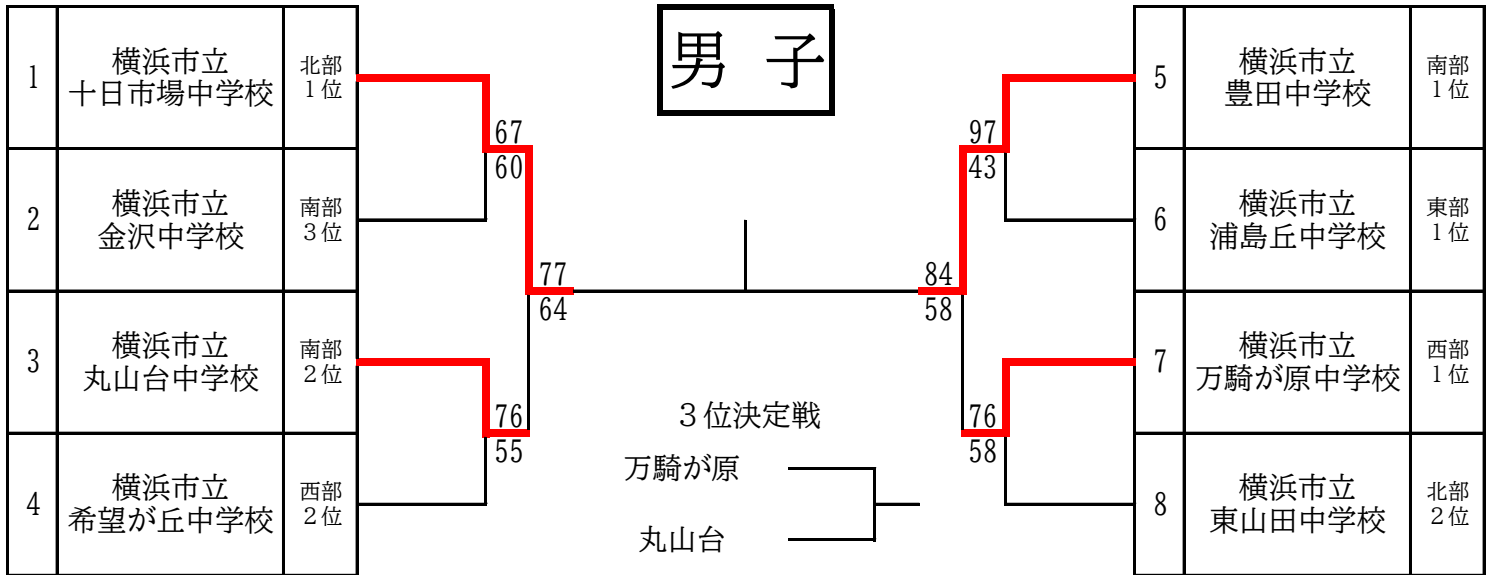 男 子
1
横浜市立
十日市場中学校
北部
1位
2
横浜市立
金沢中学校
南部
3位
3
横浜市立
丸山台中学校
南部
2位
4
横浜市立
希望が丘中学校
西部
2位
67
60
76
55
77
64
84
58
97
43
76
58
5
横浜市立
豊田中学校
南部
1位
6
横浜市立
浦島丘中学校
東部
1位
7
横浜市立
万騎が原中学校
西部
1位
8
横浜市立
東山田中学校
北部
2位
3位決定戦
万騎が原
丸山台